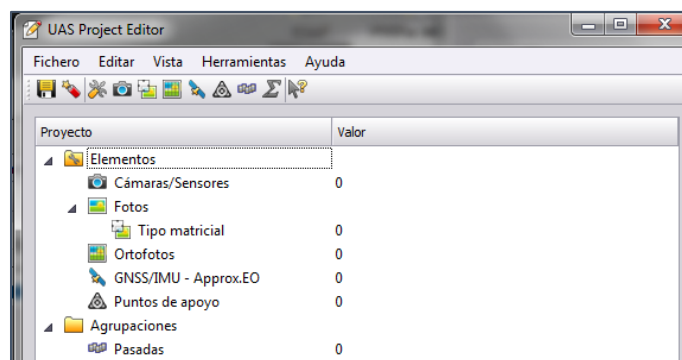 UAS Project Editor
Fichero Editar Vista Herramientas Ayuda
Proyecto Valor
Elementos
Cámaras/Sensores 0
Fotos
Tipo matricial 0
Ortofotos 0
GNSS/IMU - Approx.EO 0
Puntos de apoyo 0
Agrupaciones
Pasadas 0